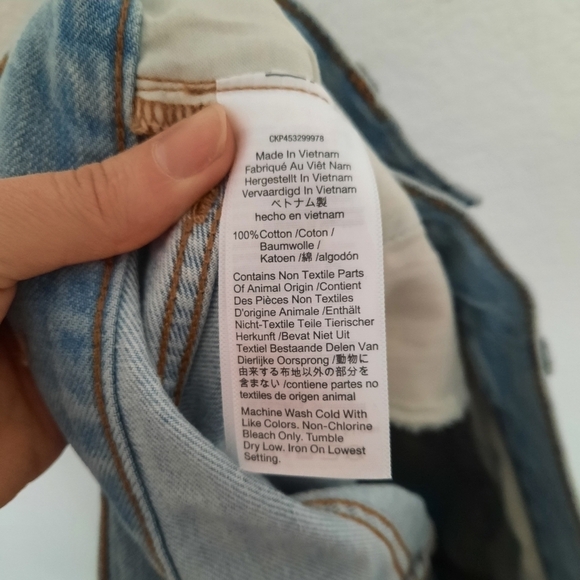 CKP453299978
Made In Vietnam
Fabriqué Au Viêt Nam
Hergestellt In Vietnam
Vervaardigd In Vietnam
ベトナム製
hecho en vietnam
100%Cotton /Coton /
Baumwolle /
Katoen /綿 /algodón
Contains Non Textile Parts
Of Animal Origin /Contient
Des Pièces Non Textiles
D'origine Animale /Enthält
Nicht-Textile Teile Tierischer
Herkunft /Bevat Niet Uit
Textiel Bestaande Delen Van
Dierlijke Oorsprong /動物に
由来する布地以外の部分を
含まない /contiene partes no
textiles de origen animal
Machine Wash Cold With
Like Colors. Non-Chlorine
Bleach Only. Tumble
Dry Low. Iron On Lowest
Setting.